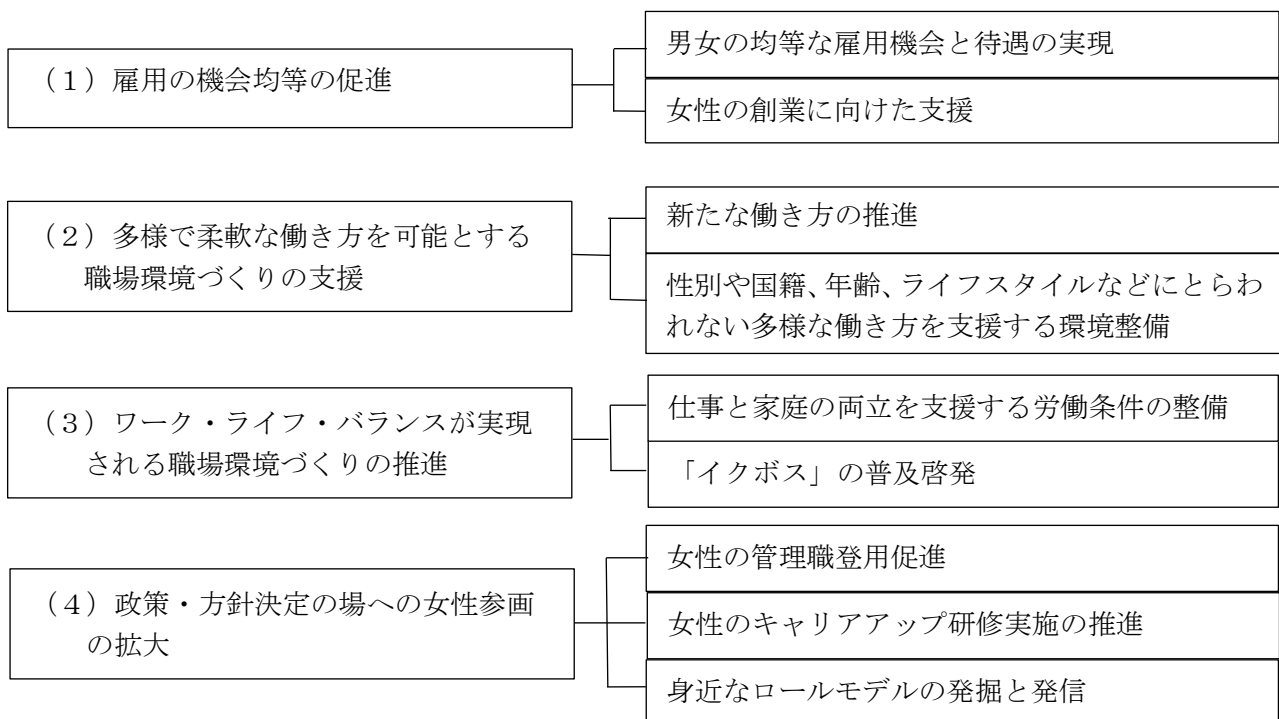 （１）雇用の機会均等の促進
男女の均等な雇用機会と待遇の実現
女性の創業に向けた支援
（２）多様で柔軟な働き方を可能とする
職場環境づくりの支援
新たな働き方の推進
性別や国籍、年齢、ライフスタイルなどにとらわ
れない多様な働き方を支援する環境整備
（３）ワーク・ライフ・バランスが実現
される職場環境づくりの推進
仕事と家庭の両立を支援する労働条件の整備
「イクボス」の普及啓発
（４）政策・方針決定の場への女性参画
の拡大
女性の管理職登用促進
女性のキャリアアップ研修実施の推進
身近なロールモデルの発掘と発信